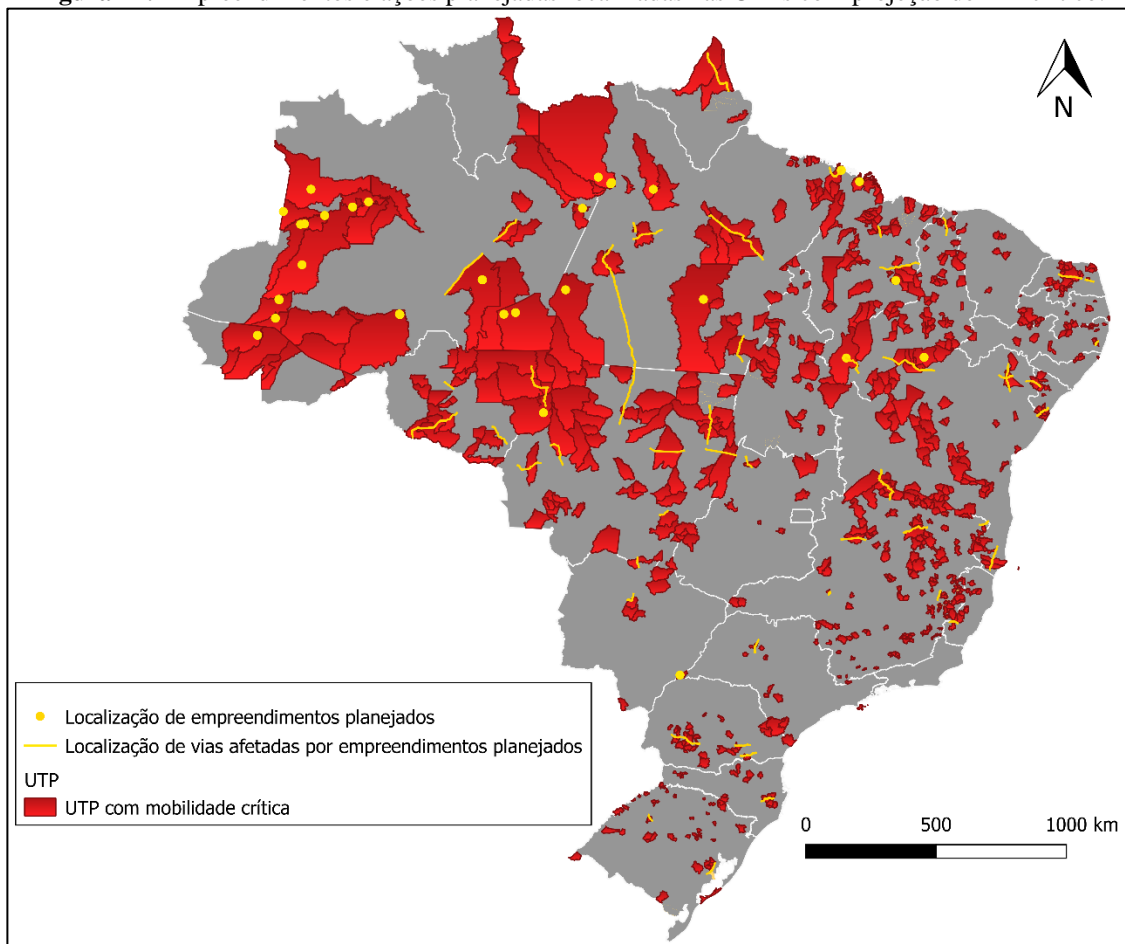 N
Localização de empreendimentos planejados
Localização de vias afetadas por empreendimentos planejados
UTP
UTP com mobilidade crítica
0 500 1000 km